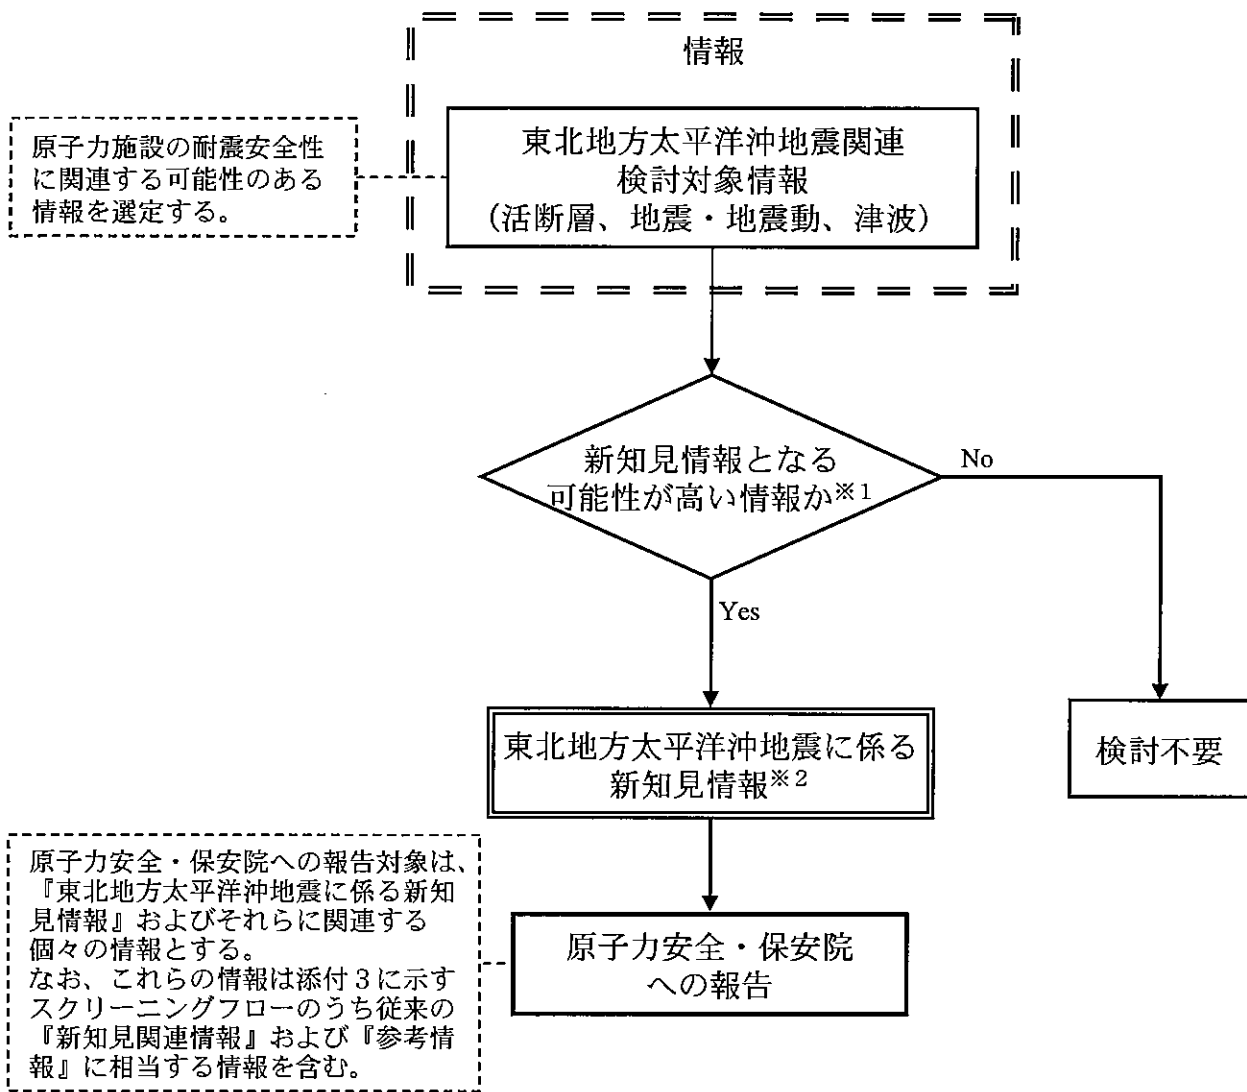 情報
東北地方太平洋沖地震関連
検討対象情報
(活断層、地震・地震動、津波)
原子力施設の耐震安全性
に関連する可能性のある
情報を選定する。
新知見情報となる
可能性が高い情報か※1
No
Yes
東北地方太平洋沖地震に係る
新知見情報※2
検討不要
原子力安全・保安院への報告対象は、
『東北地方太平洋沖地震に係る新知
見情報』およびそれらに関連する
個々の情報とする。
なお、これらの情報は添付3に示す
スクリーニングフローのうち従来の
『新知見関連情報』および『参考情
報』に相当する情報を含む。
原子力安全・保安院
への報告